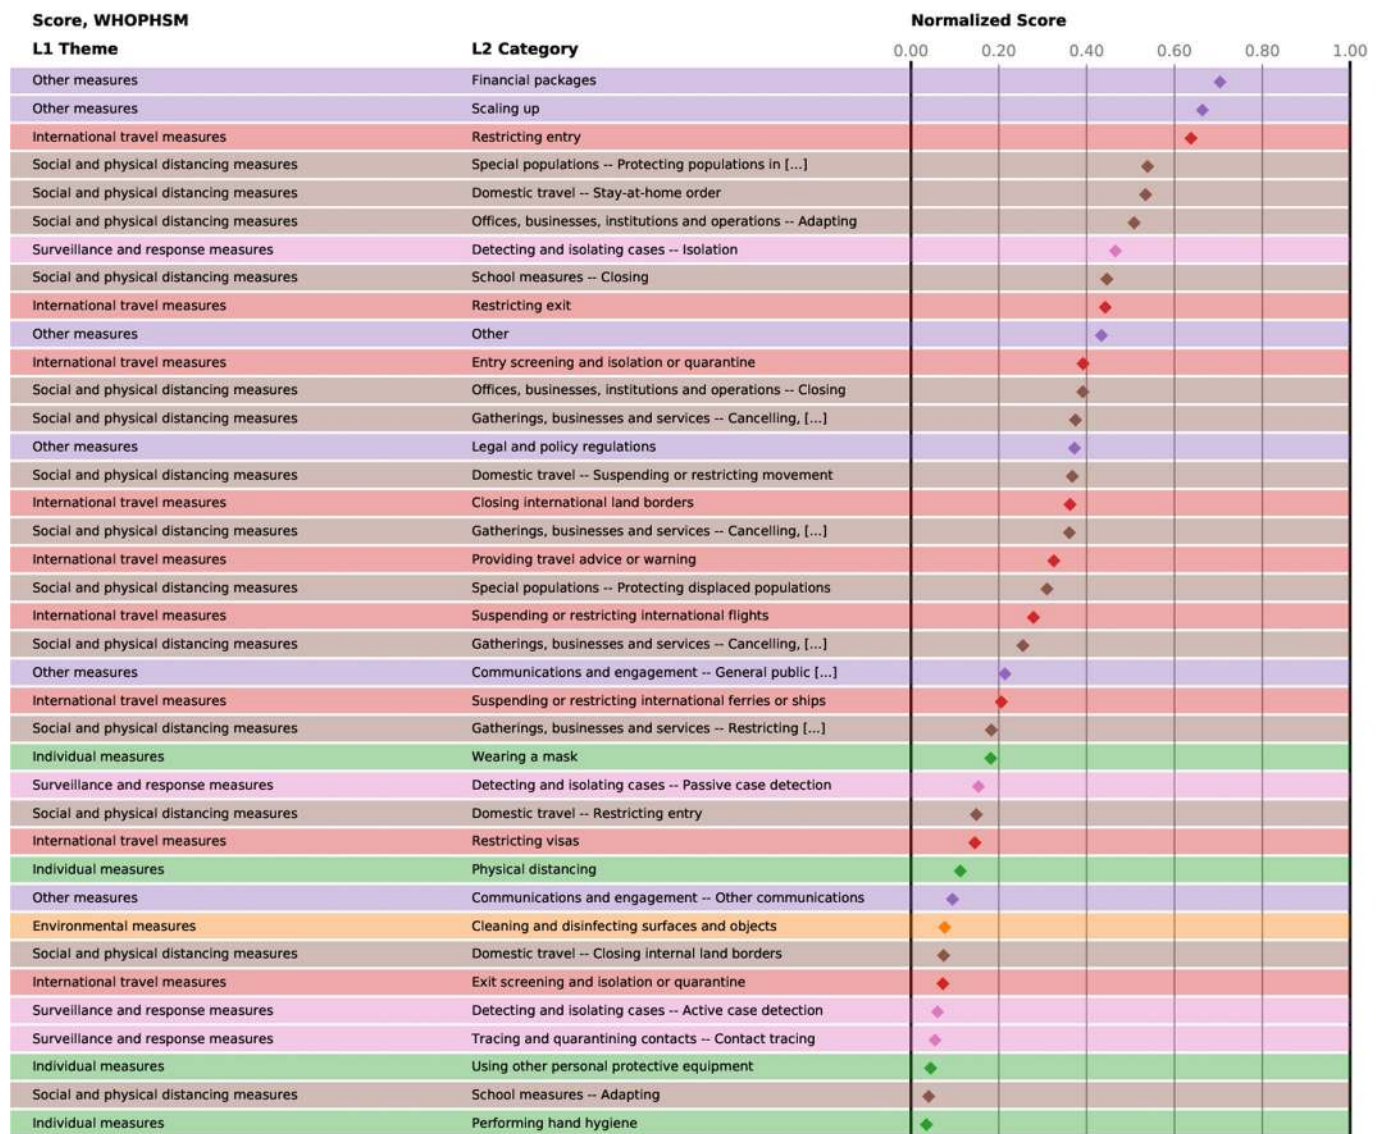 Score, WHOPHSM Normalized Score
L1 Theme L2 Category 0.00 0.20 0.40 0.60 0.80 1.00
Other measures Financial packages
Other measures Scaling up
International travel measures Restricting entry
Social and physical distancing measures Special populations -- Protecting populations in [...]
Social and physical distancing measures Domestic travel -- Stay-at-home order
Social and physical distancing measures Offices, businesses, institutions and operations -- Adapting
Surveillance and response measures Detecting and isolating cases -- Isolation
Social and physical distancing measures School measures -- Closing
International travel measures Restricting exit
Other measures Other
International travel measures Entry screening and isolation or quarantine
Social and physical distancing measures Offices, businesses, institutions and operations -- Closing
Social and physical distancing measures Gatherings, businesses and services -- Cancelling, [...]
Other measures Legal and policy regulations
Social and physical distancing measures Domestic travel -- Suspending or restricting movement
International travel measures Closing international land borders
Social and physical distancing measures Gatherings, businesses and services -- Cancelling, [...]
International travel measures Providing travel advice or warning
Social and physical distancing measures Special populations -- Protecting displaced populations
International travel measures Suspending or restricting international flights
Social and physical distancing measures Gatherings, businesses and services -- Cancelling, [...]
Other measures Communications and engagement -- General public [...]
International travel measures Suspending or restricting international ferries or ships
Social and physical distancing measures Gatherings, businesses and services -- Restricting [...]
Individual measures Wearing a mask
Surveillance and response measures Detecting and isolating cases -- Passive case detection
Social and physical distancing measures Domestic travel -- Restricting entry
International travel measures Restricting visas
Individual measures Physical distancing
Other measures Communications and engagement -- Other communications
Environmental measures Cleaning and disinfecting surfaces and objects
Social and physical distancing measures Domestic travel -- Closing internal land borders
International travel measures Exit screening and isolation or quarantine
Surveillance and response measures Detecting and isolating cases -- Active case detection
Surveillance and response measures Tracing and quarantining contacts -- Contact tracing
Individual measures Using other personal protective equipment
Social and physical distancing measures School measures -- Adapting
Individual measures Performing hand hygiene